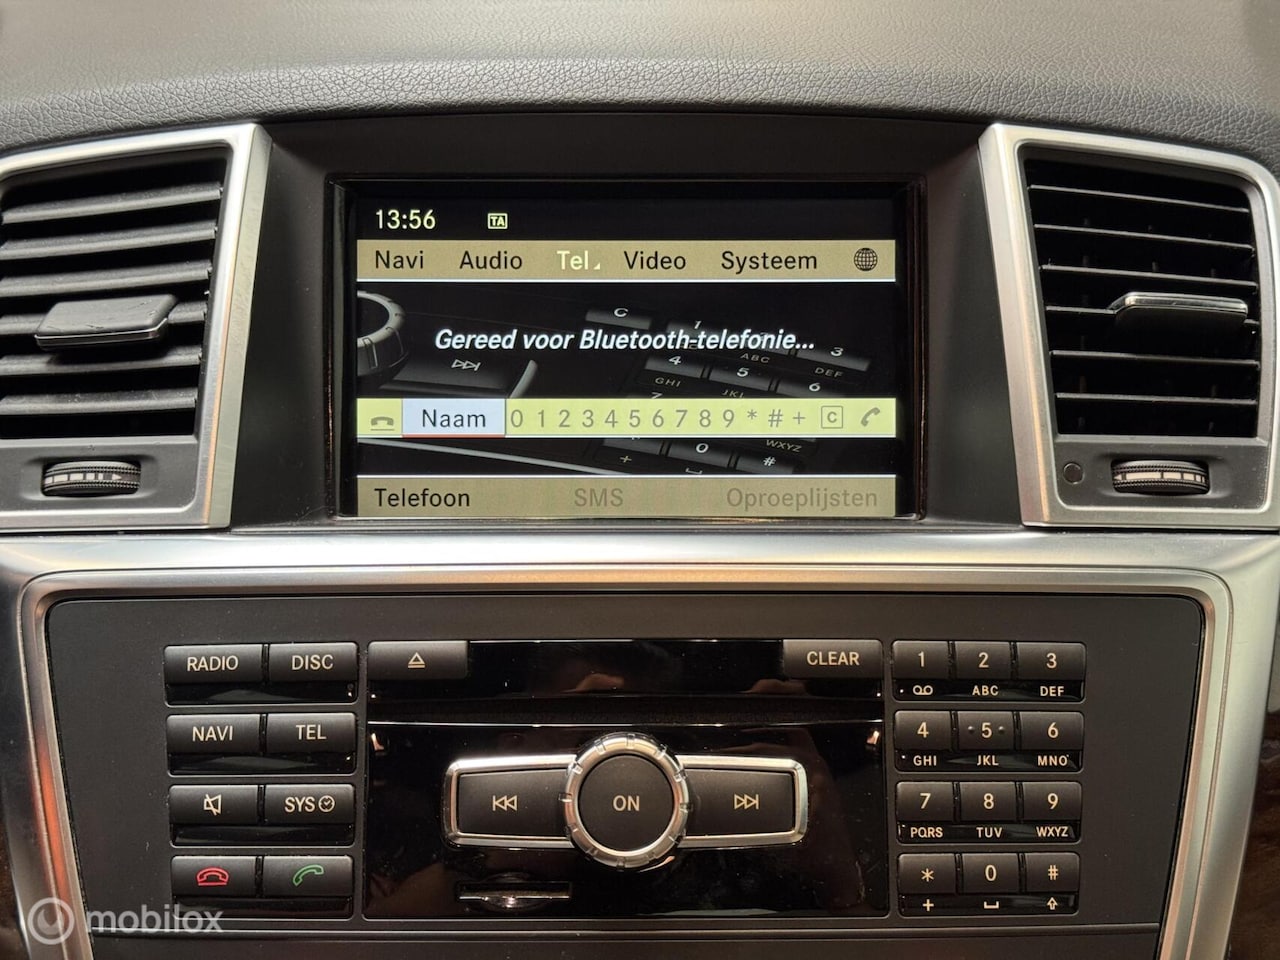 13:56 TA
Navi Audio Tel Video Systeem
Gereed voor Bluetooth-telefonie...
Naam 0 1 2 3 4 5 6 7 8 9 * # + C
Telefoon SMS Oproeplijsten
RADIO DISC CLEAR 1 2 3
ABC DEF
NAVI TEL 4 5 6
GHI JKL MNO
SYS ON 7 8 9
PQRS TUV WXYZ
* 0 #
+
mobilox